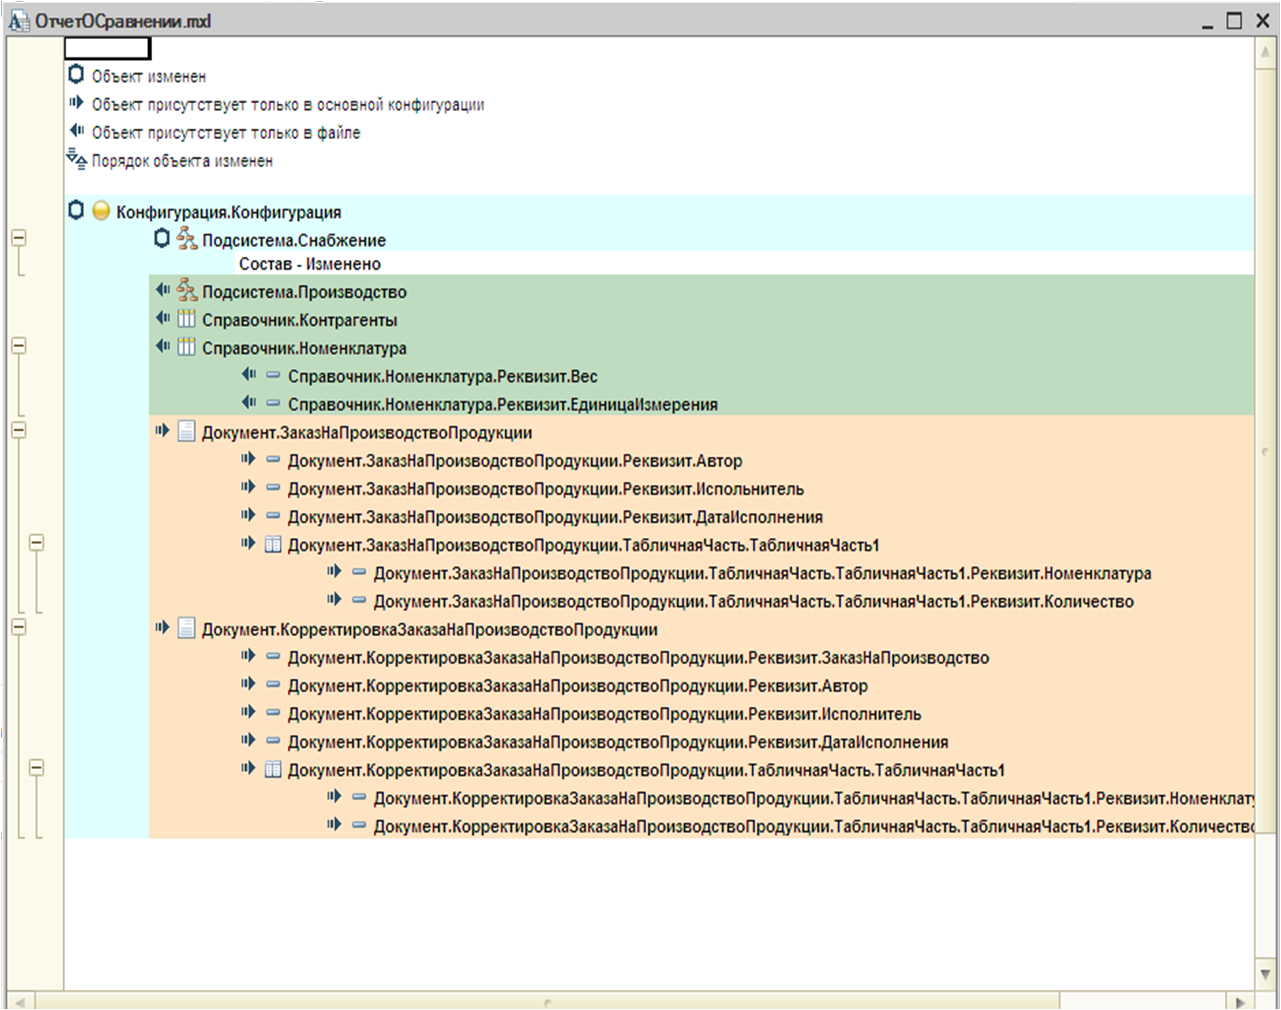 ОтчетОСравнении.mxl
Объект изменен
Объект присутствует только в основной конфигурации
Объект присутствует только в файле
Порядок объекта изменен
Конфигурация.Конфигурация
Подсистема.Снабжение
Состав - Изменено
Подсистема.Производство
Справочник.Контрагенты
Справочник.Номенклатура
Справочник.Номенклатура.Реквизит.Вес
Справочник.Номенклатура.Реквизит.ЕдиницаИзмерения
Документ.ЗаказНаПроизводствоПродукции
Документ.ЗаказНаПроизводствоПродукции.Реквизит.Автор
Документ.ЗаказНаПроизводствоПродукции.Реквизит.Испольнитель
Документ.ЗаказНаПроизводствоПродукции.Реквизит.ДатаИсполнения
Документ.ЗаказНаПроизводствоПродукции.ТабличнаяЧасть.ТабличнаяЧасть1
Документ.ЗаказНаПроизводствоПродукции.ТабличнаяЧасть.ТабличнаяЧасть1.Реквизит.Номенклатура
Документ.ЗаказНаПроизводствоПродукции.ТабличнаяЧасть.ТабличнаяЧасть1.Реквизит.Количество
Документ.КорректировкаЗаказаНаПроизводствоПродукции
Документ.КорректировкаЗаказаНаПроизводствоПродукции.Реквизит.ЗаказНаПроизводство
Документ.КорректировкаЗаказаНаПроизводствоПродукции.Реквизит.Автор
Документ.КорректировкаЗаказаНаПроизводствоПродукции.Реквизит.Исполнитель
Документ.КорректировкаЗаказаНаПроизводствоПродукции.Реквизит.ДатаИсполнения
Документ.КорректировкаЗаказаНаПроизводствоПродукции.ТабличнаяЧасть.ТабличнаяЧасть1
Документ.КорректировкаЗаказаНаПроизводствоПродукции.ТабличнаяЧасть.ТабличнаяЧасть1.Реквизит.Номенклату
Документ.КорректировкаЗаказаНаПроизводствоПродукции.ТабличнаяЧасть.ТабличнаяЧасть1.Реквизит.Количество